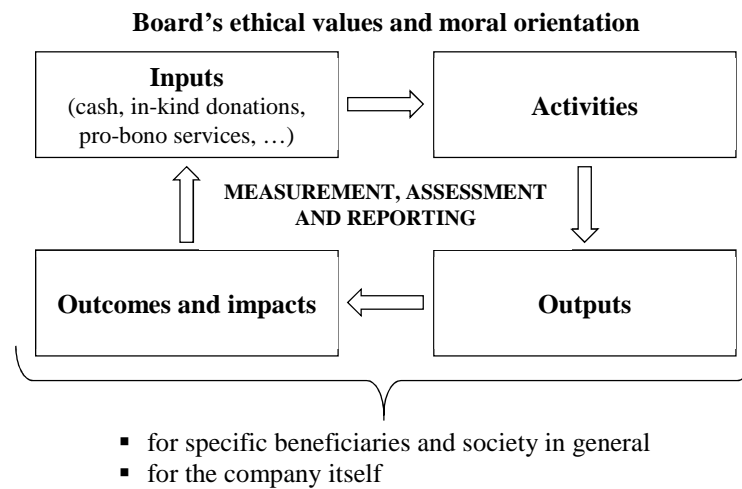 Board's ethical values and moral orientation
Inputs
(cash, in-kind donations,
pro-bono services, …)
Activities
MEASUREMENT, ASSESSMENT
AND REPORTING
Outcomes and impacts
Outputs
▪ for specific beneficiaries and society in general
▪ for the company itself